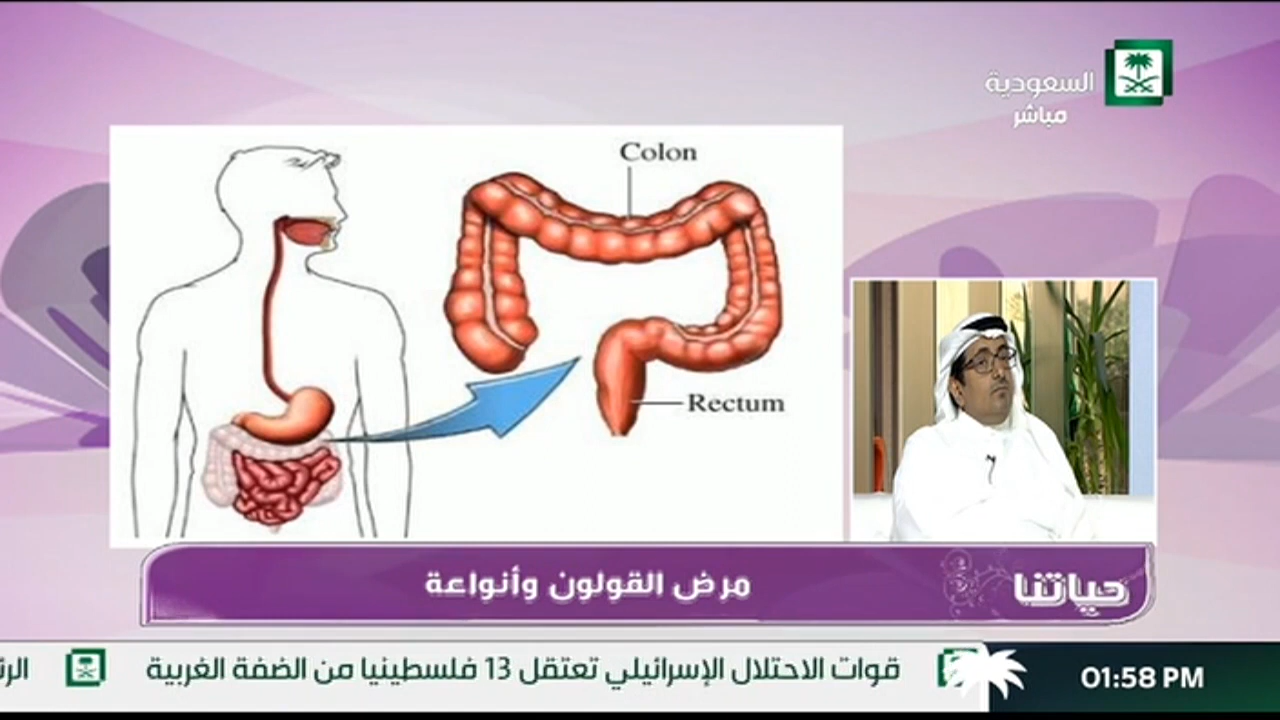 السعودية
مباشر
Colon
Rectum
مرض القولون وأنواعة
حياتنا
قوات الاحتلال الإسرائيلي تعتقل 13 فلسطينيا من الضفة الغربية
01:58 PM